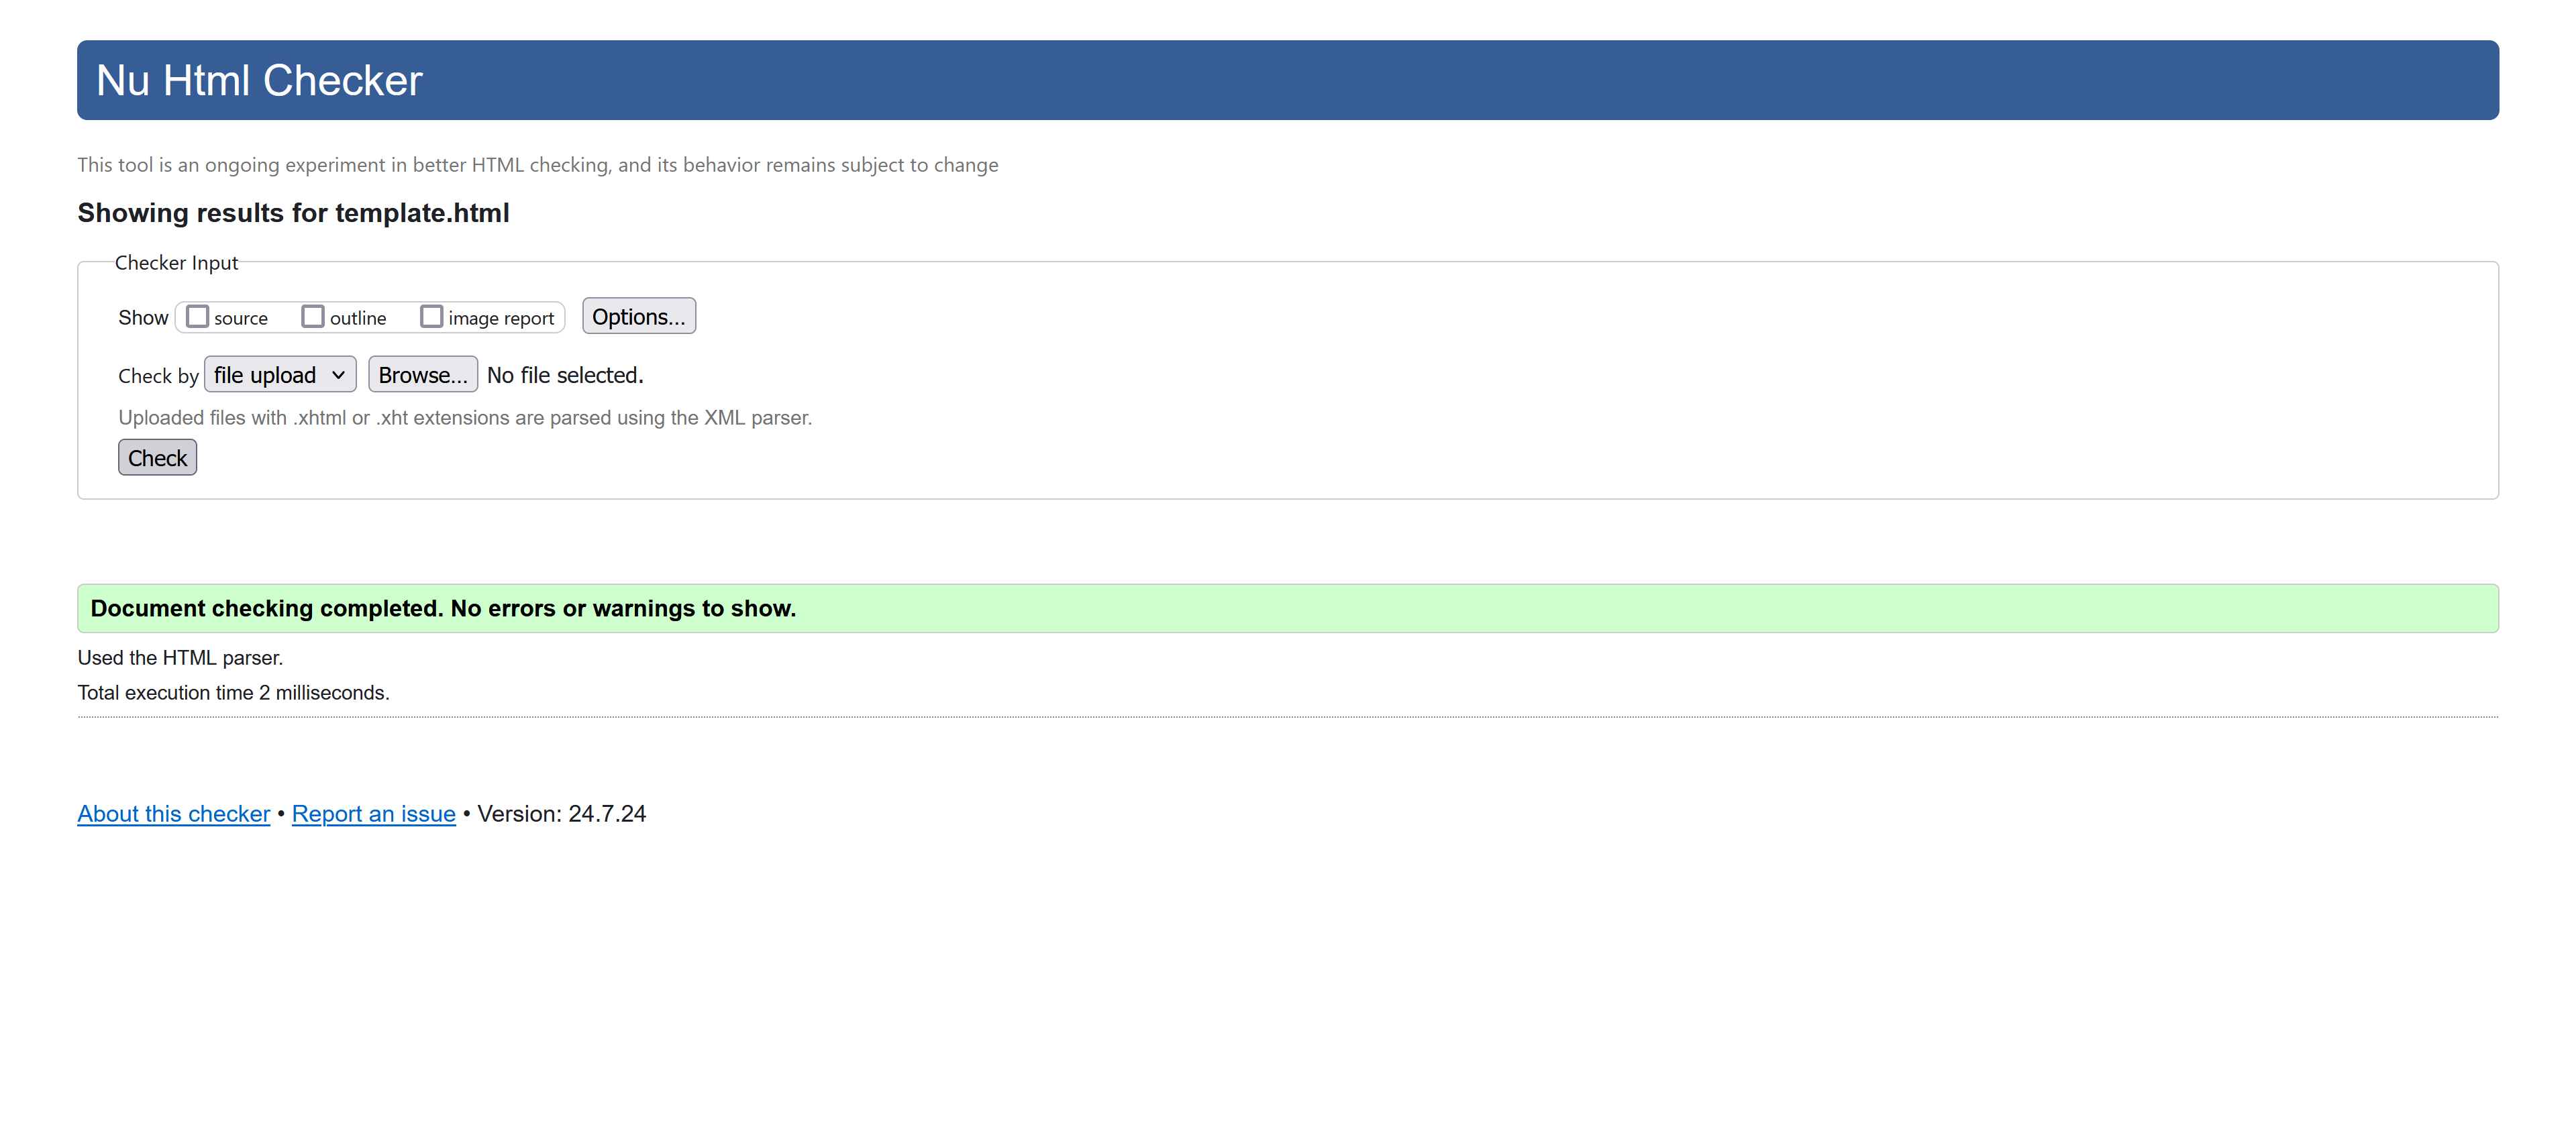 Nu Html Checker
This tool is an ongoing experiment in better HTML checking, and its behavior remains subject to change
Showing results for template.html
Checker Input
Show source outline image report Options...
Check by file upload Browse... No file selected.
Uploaded files with .xhtml or .xht extensions are parsed using the XML parser.
Check
Document checking completed. No errors or warnings to show.
Used the HTML parser.
Total execution time 2 milliseconds.
About this checker • Report an issue • Version: 24.7.24